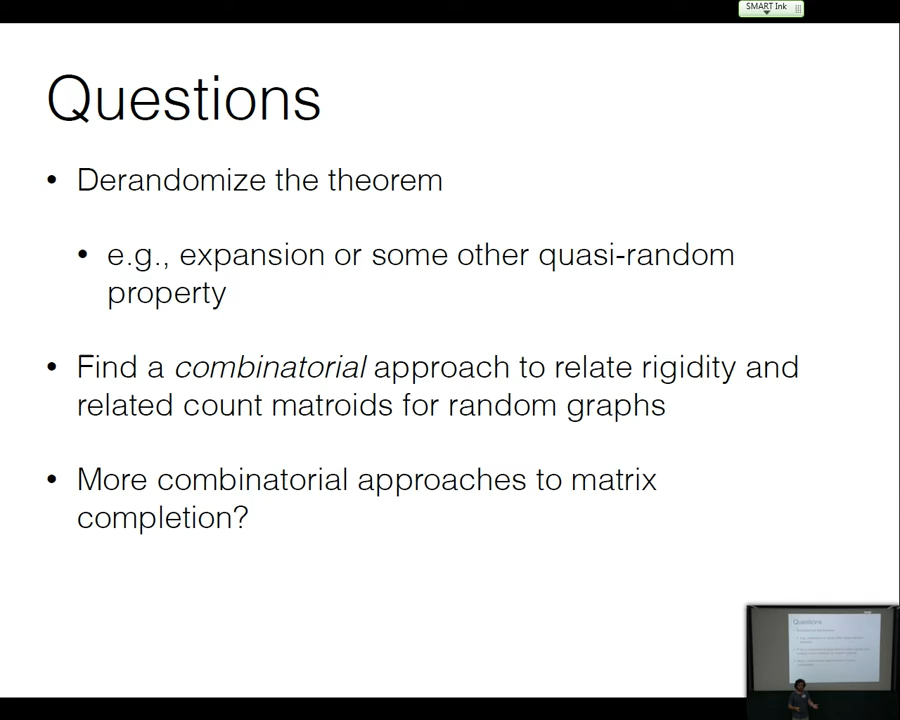 SMART Ink
Questions
• Derandomize the theorem
• e.g., expansion or some other quasi-random
property
• Find a combinatorial approach to relate rigidity and
related count matroids for random graphs
• More combinatorial approaches to matrix
completion?
Questions